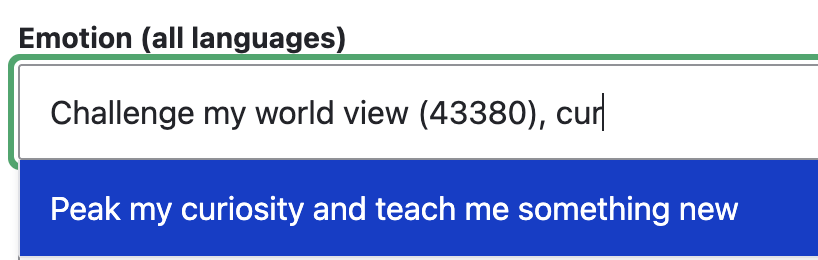 Emotion (all languages)
Challenge my world view (43380), cur
Peak my curiosity and teach me something new